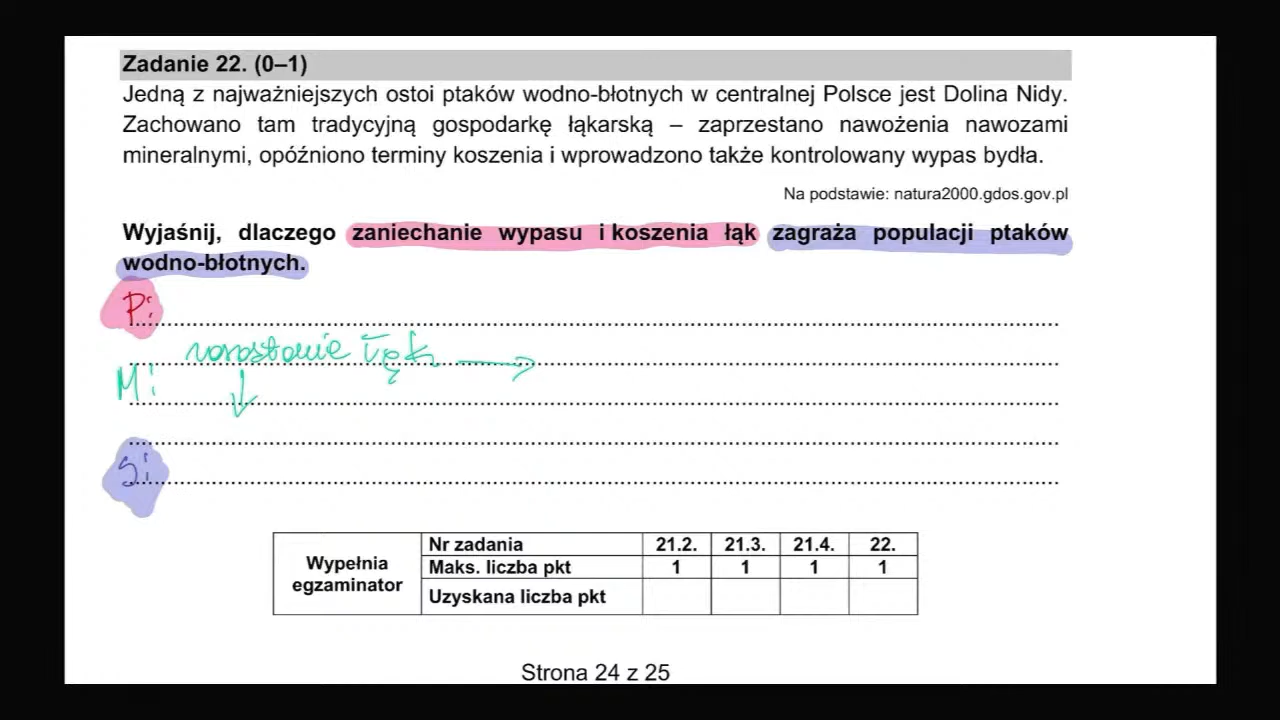 Zadanie 22. (0–1)
Jedną z najważniejszych ostoi ptaków wodno-błotnych w centralnej Polsce jest Dolina Nidy.
Zachowano tam tradycyjną gospodarkę łąkarską – zaprzestano nawożenia nawozami
mineralnymi, opóźniono terminy koszenia i wprowadzono także kontrolowany wypas bydła.
Na podstawie: natura2000.gdos.gov.pl
Wyjaśnij, dlaczego zaniechanie wypasu i koszenia łąk zagraża populacji ptaków
wodno-błotnych.
P:
zarastanie łąk →
M:
↓
S:
Wypełnia egzaminator
Nr zadania 21.2. 21.3. 21.4. 22.
Maks. liczba pkt 1 1 1 1
Uzyskana liczba pkt
Strona 24 z 25